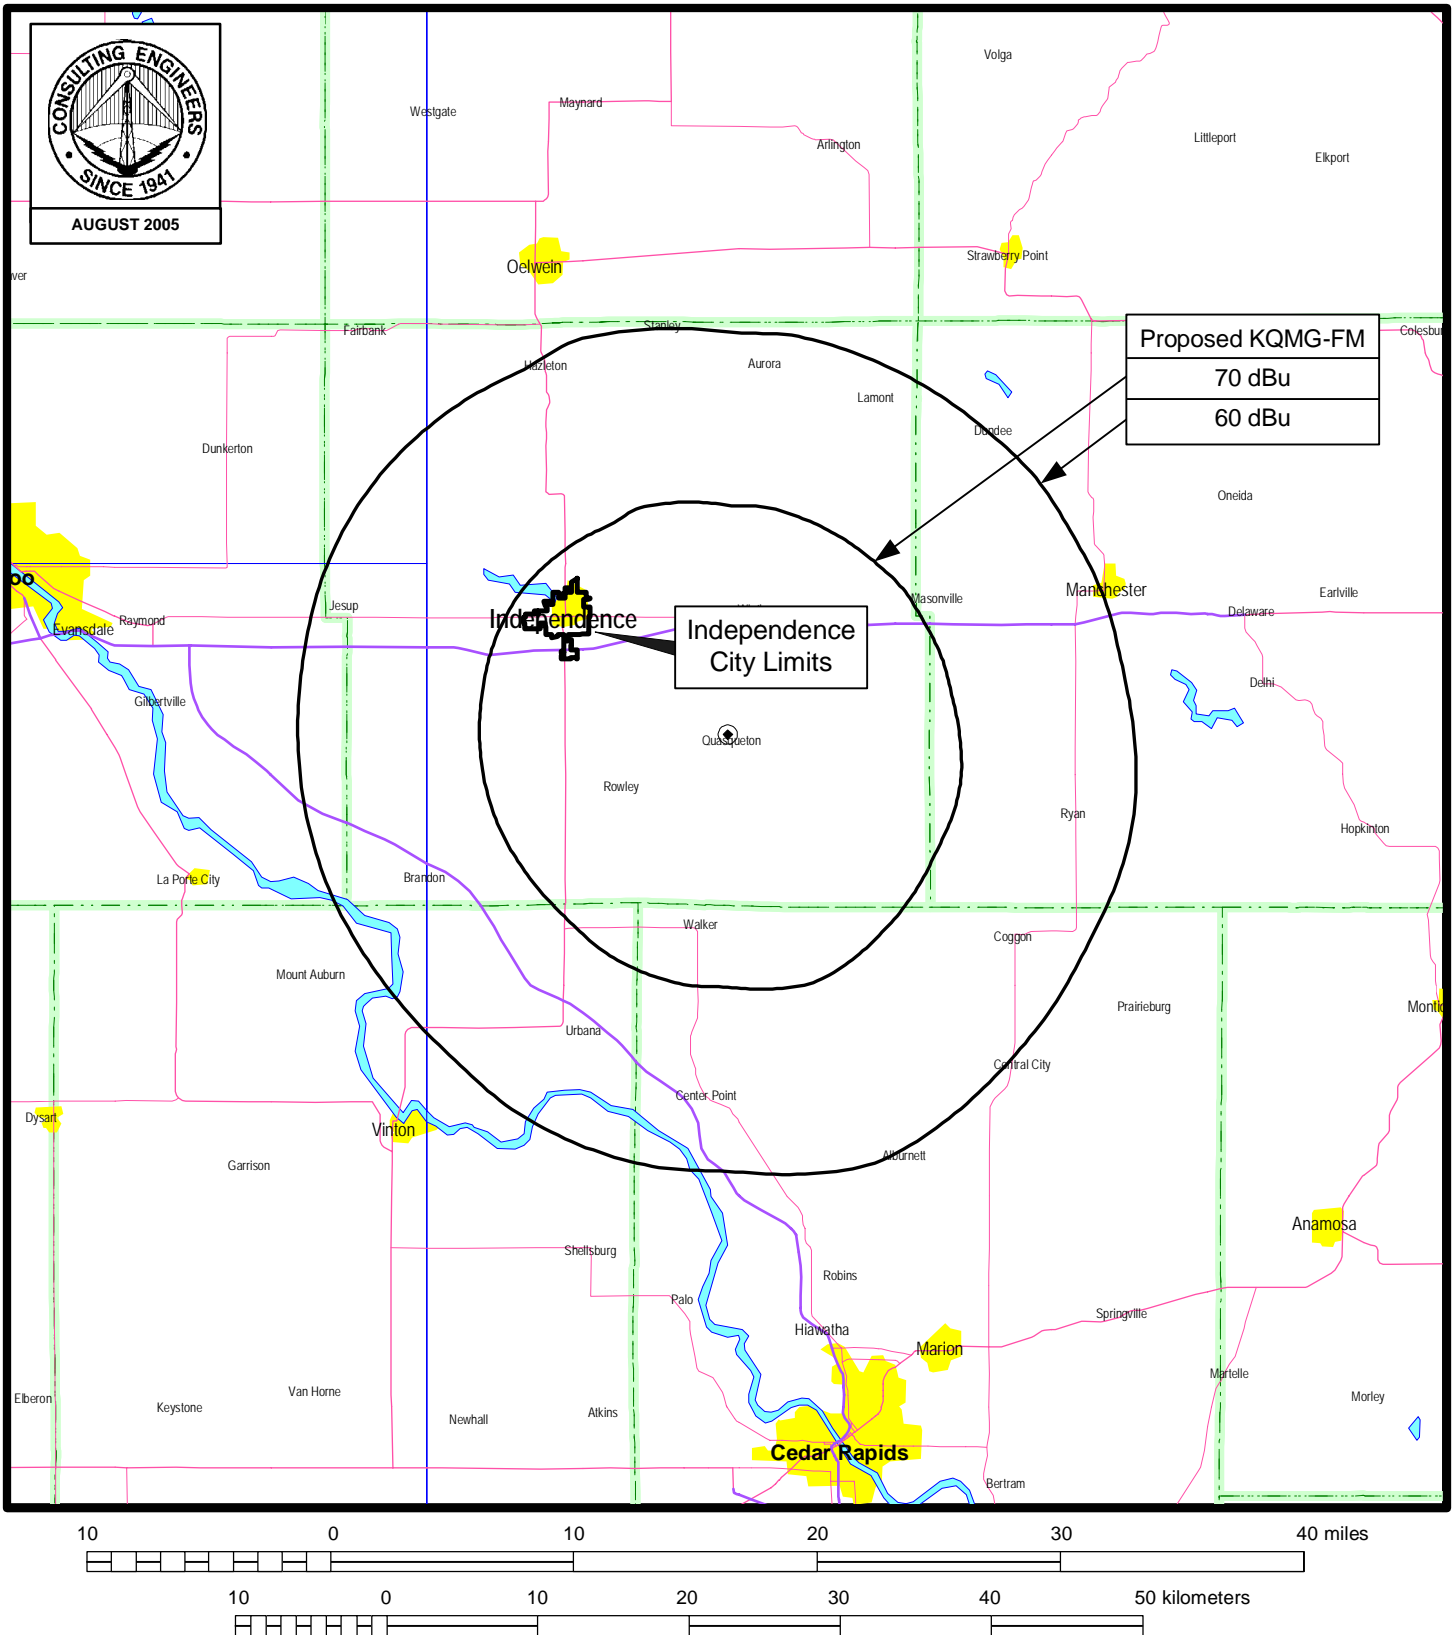 CONSULTING ENGINEERS
SINCE 1941
AUGUST 2005
Volga
Westgate
Maynard
Arlington
Littleport
Elkport
Oelwein
Strawberry Point
ver
Fairbank
Stanley
Colesbur
Proposed KQMG-FM
70 dBu
60 dBu
Hazleton
Aurora
Lamont
Dundee
Dunkerton
Oneida
oo
Evansdale
Raymond
Jesup
Independence
Independence
City Limits
Masonville
Manchester
Delaware
Earlville
Gilbertville
Delhi
Quasqueton
Rowley
Ryan
Hopkinton
La Porte City
Brandon
Walker
Coggon
Mount Auburn
Prairieburg
Montic
Urbana
Central City
Center Point
Dysart
Vinton
Garrison
Alburnett
Anamosa
Shellsburg
Robins
Palo
Springville
Hiawatha
Marion
Martelle
Elberon
Keystone
Van Horne
Newhall
Atkins
Morley
Cedar Rapids
Bertram
10 0 10 20 30 40 miles
10 0 10 20 30 40 50 kilometers